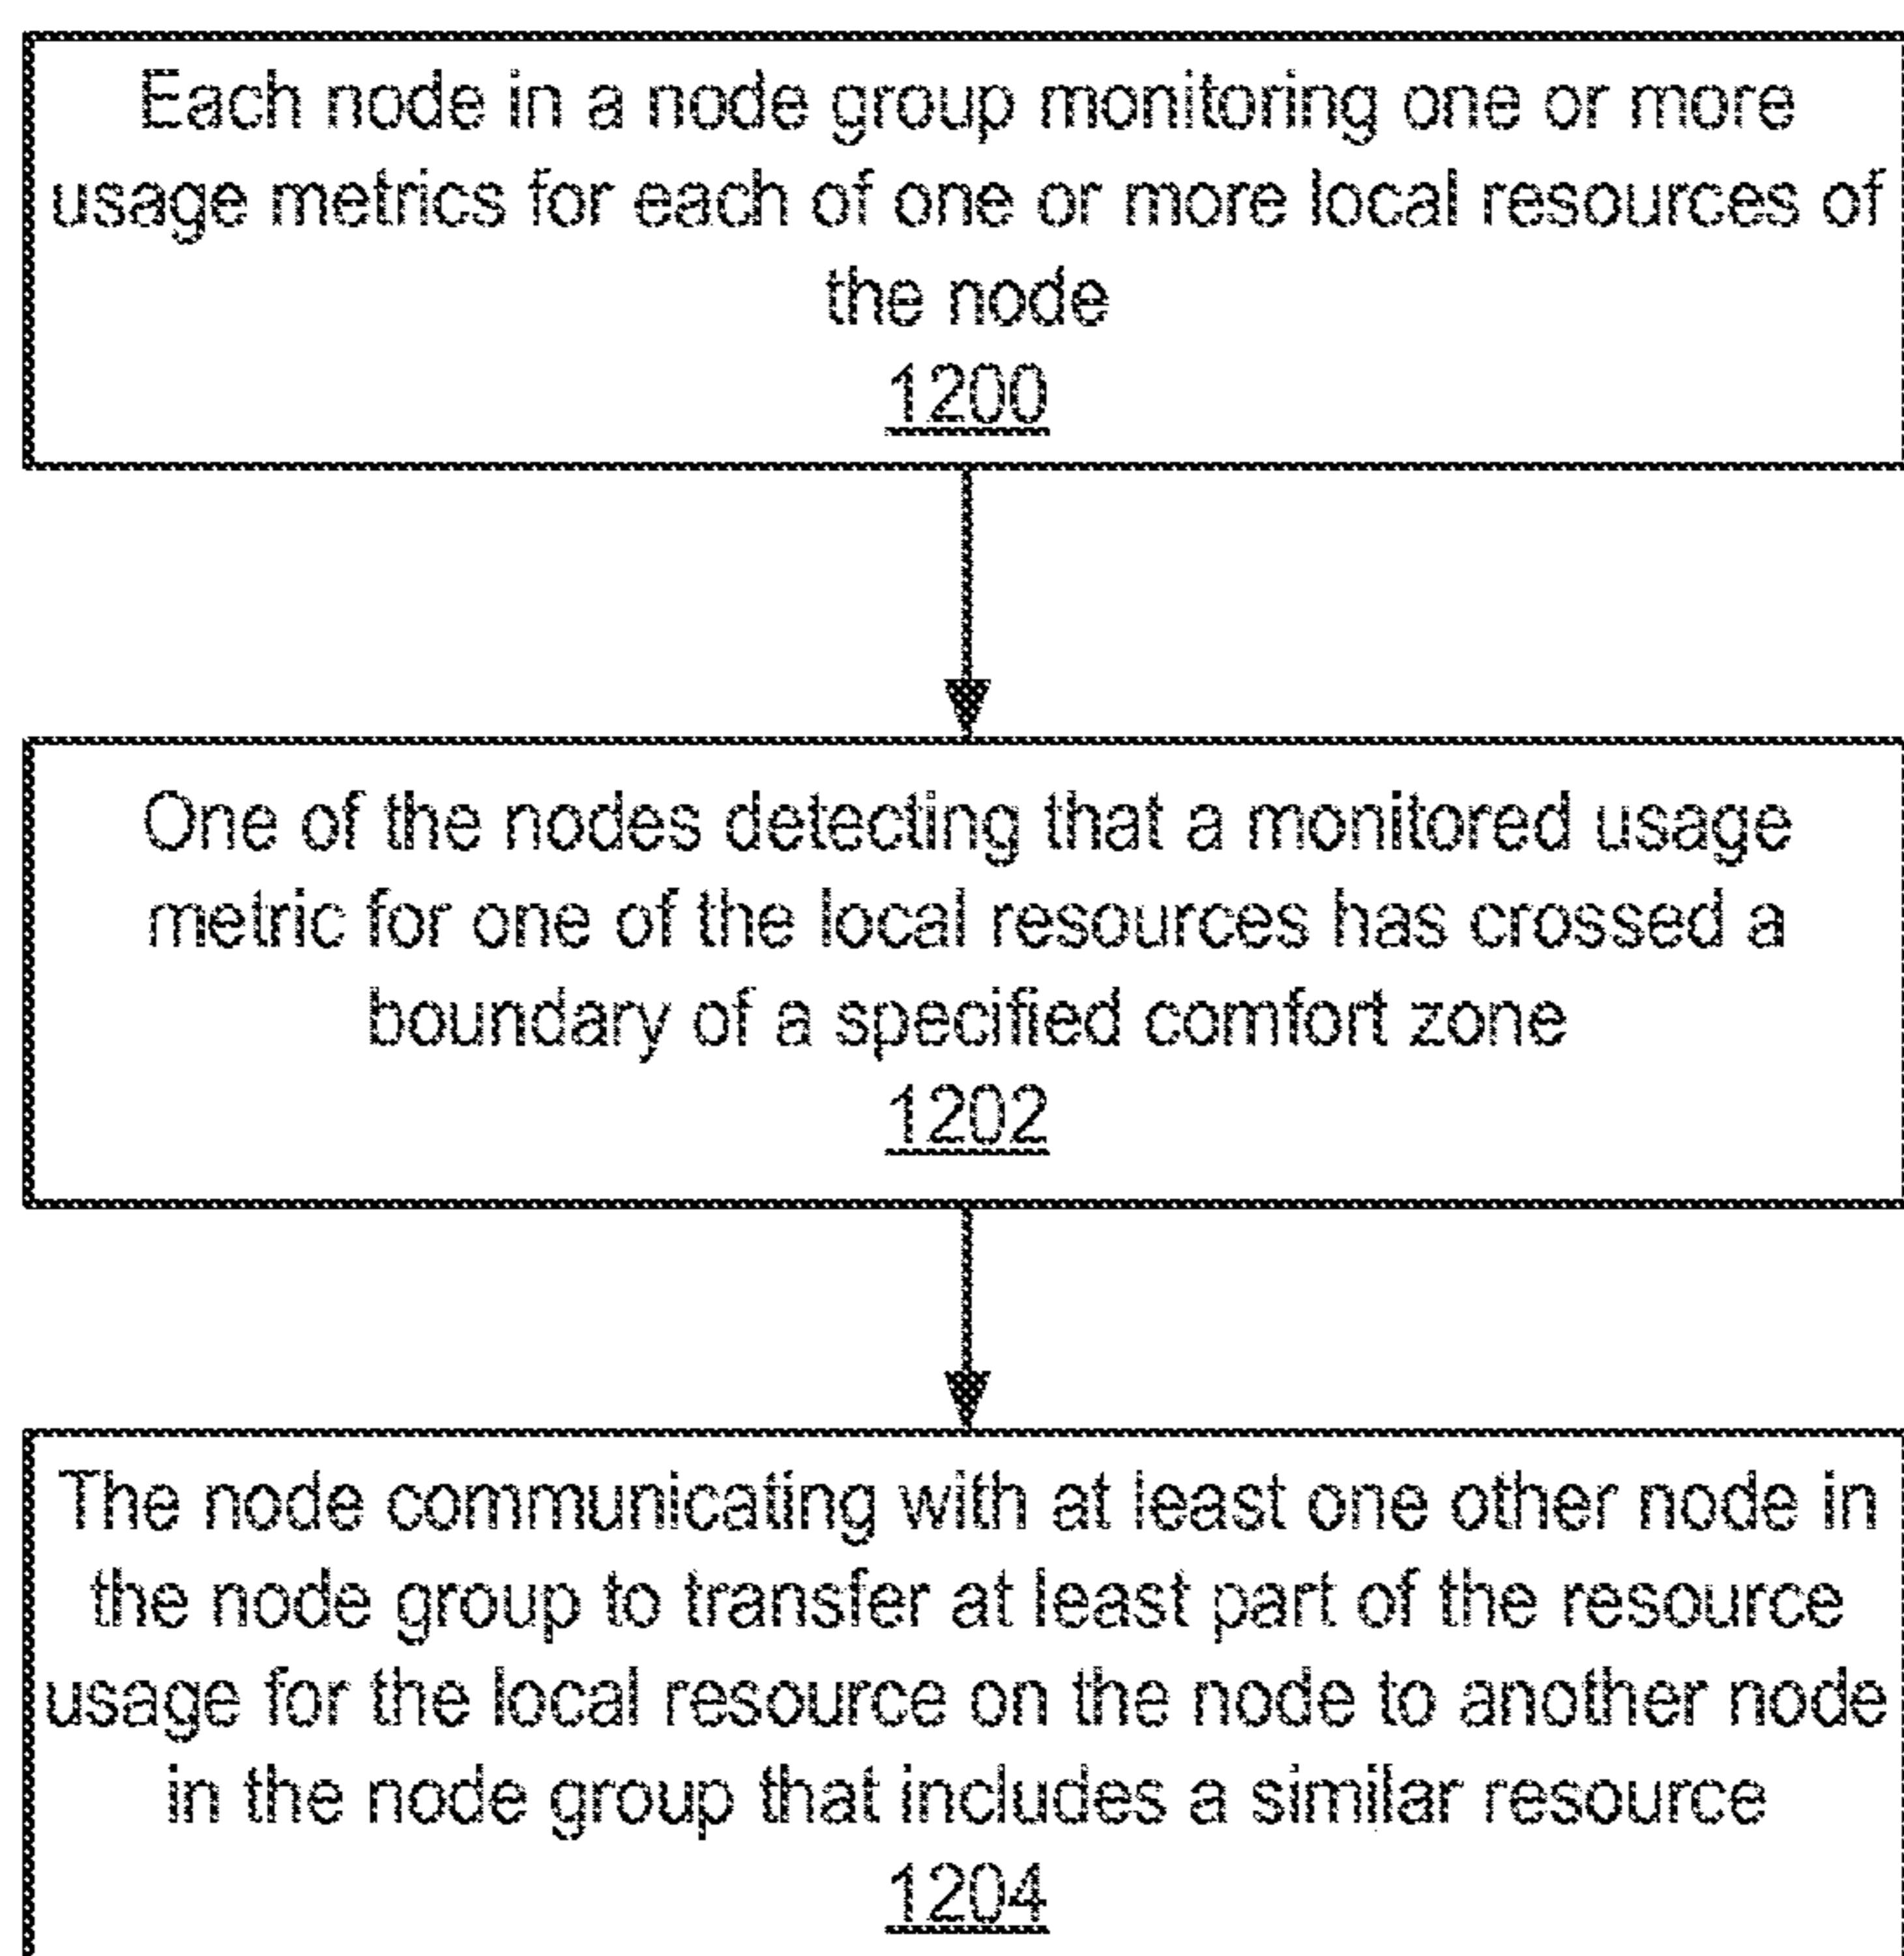 Each node in a node group monitoring one or more
usage metrics for each of one or more local resources of
the node
1200
One of the nodes detecting that a monitored usage
metric for one of the local resources has crossed a
boundary of a specified comfort zone
1202
The node communicating with at least one other node in
the node group to transfer at least part of the resource
usage for the local resource on the node to another node
in the node group that includes a similar resource
1204